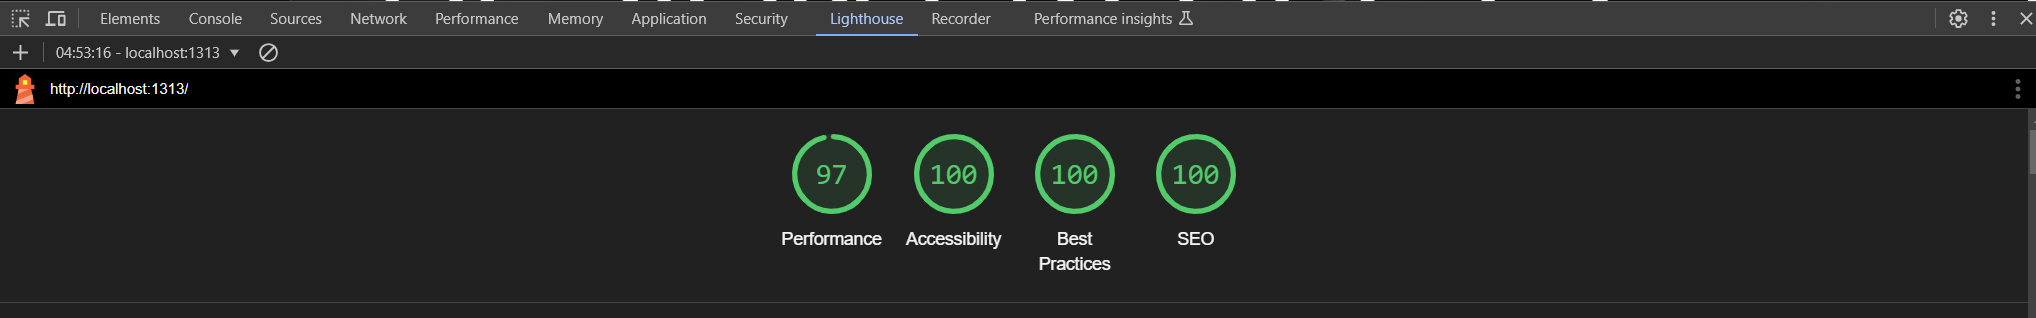 Elements Console Sources Network Performance Memory Application Security Lighthouse Recorder Performance insights
04:53:16 - localhost:1313
http://localhost:1313/
97 100 100 100
Performance Accessibility Best Practices SEO